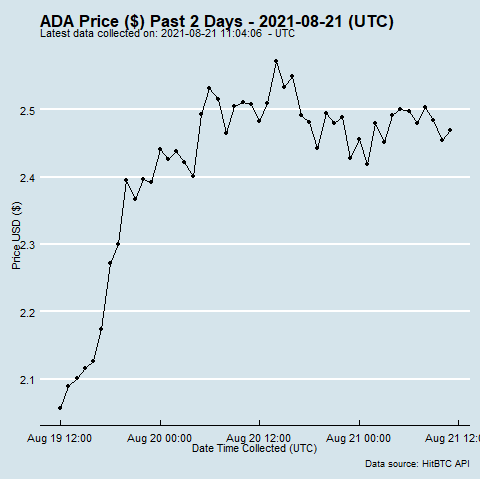 ADA Price ($) Past 2 Days - 2021-08-21 (UTC)
Latest data collected on: 2021-08-21 11:04:06 - UTC
2.5
2.4
2.3
2.2
2.1
Price USD ($)
Aug 19 12:00 Aug 20 00:00 Aug 20 12:00 Aug 21 00:00 Aug 21 12:0
Date Time Collected (UTC)
Data source: HitBTC API